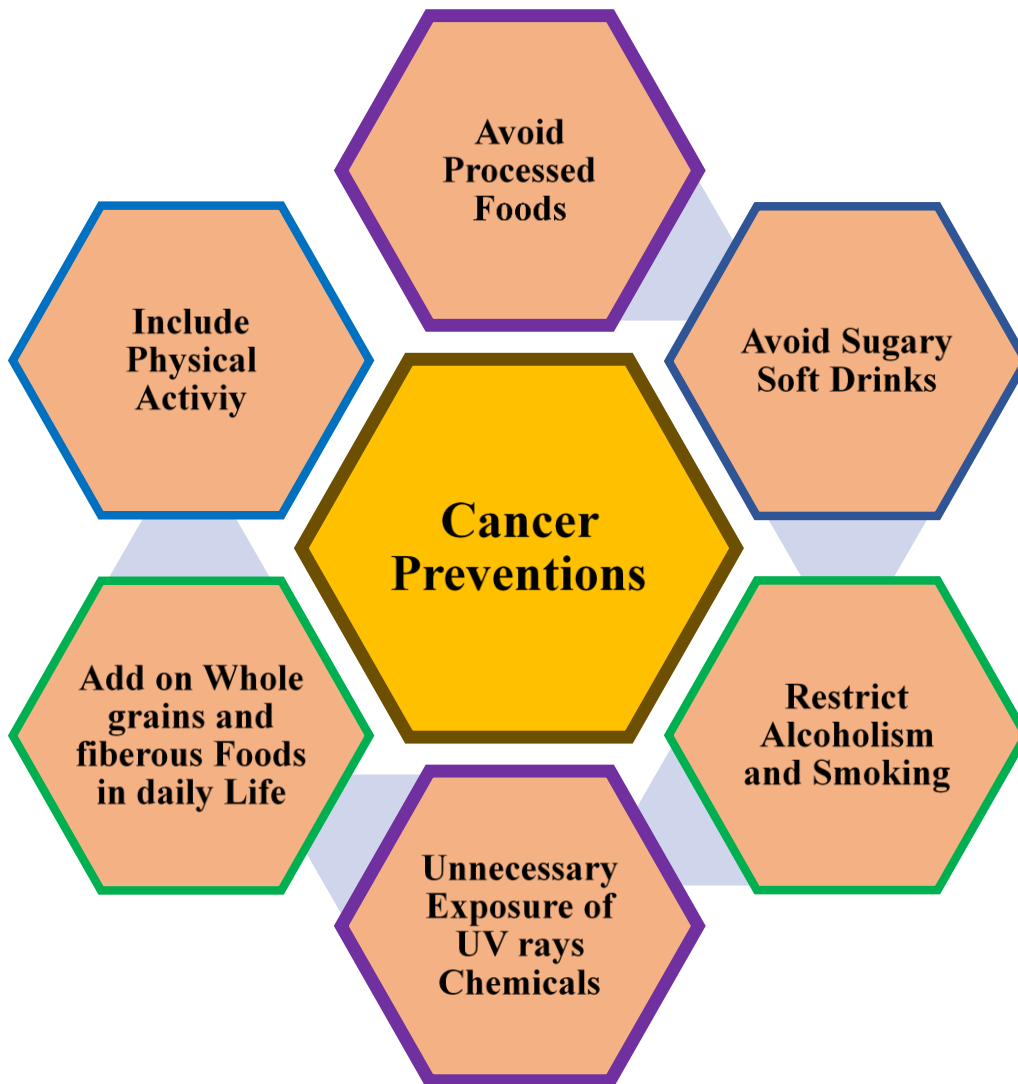 Avoid
Processed
Foods
Avoid Sugary
Soft Drinks
Restrict
Alcoholism
and Smoking
Unnecessary
Exposure of
UV rays
Chemicals
Add on Whole
grains and
fiberous Foods
in daily Life
Include
Physical
Activiy
Cancer
Preventions